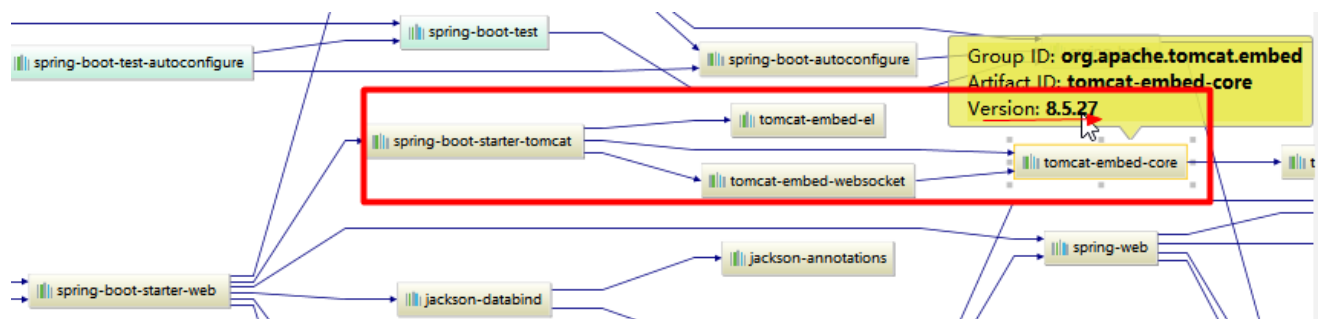 spring-boot-test
spring-boot-test-autoconfigure
spring-boot-autoconfigure
Group ID: org.apache.tomcat.embed
Artifact ID: tomcat-embed-core
Version: 8.5.27
tomcat-embed-el
spring-boot-starter-tomcat
tomcat-embed-core
t
tomcat-embed-websocket
spring-web
jackson-annotations
spring-boot-starter-web
jackson-databind